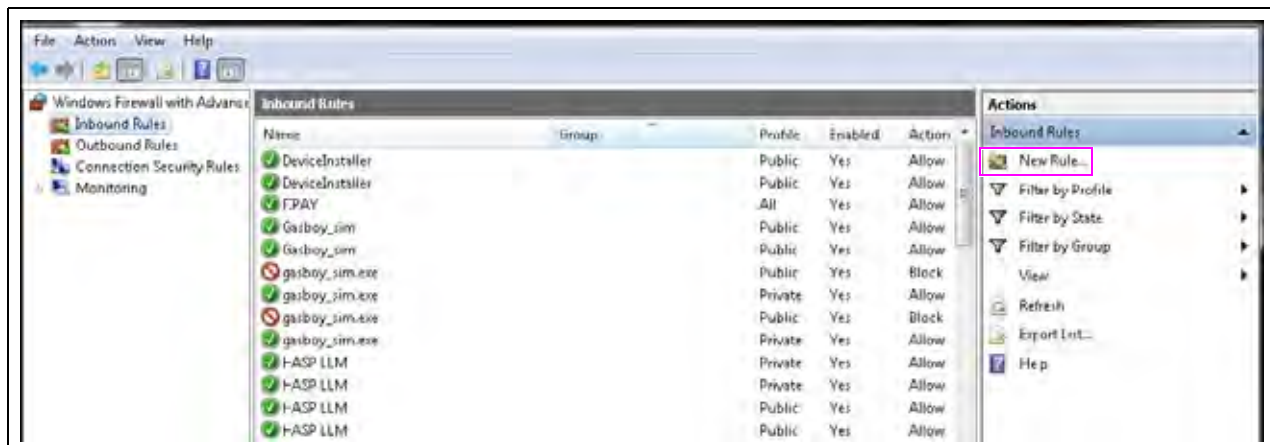 File Action View Help
Windows Firewall with Advance
Inbound Rules
Outbound Rules
Connection Security Rules
Monitoring
Inbound Rules
Name Group Profile Enabled Action
DeviceInstaller Public Yes Allow
DeviceInstaller Public Yes Allow
EPAY All Yes Allow
Gasboy_sim Public Yes Allow
Gasboy_sim Public Yes Allow
gasboy_sim.exe Public Yes Block
gasboy_sim.exe Private Yes Allow
gasboy_sim.exe Public Yes Block
gasboy_sim.exe Private Yes Allow
HASP LLM Private Yes Allow
HASP LLM Private Yes Allow
HASP LLM Public Yes Allow
HASP LLM Public Yes Allow
Actions
Inbound Rules
New Rule...
Filter by Profile
Filter by State
Filter by Group
View
Refresh
Export List...
Help